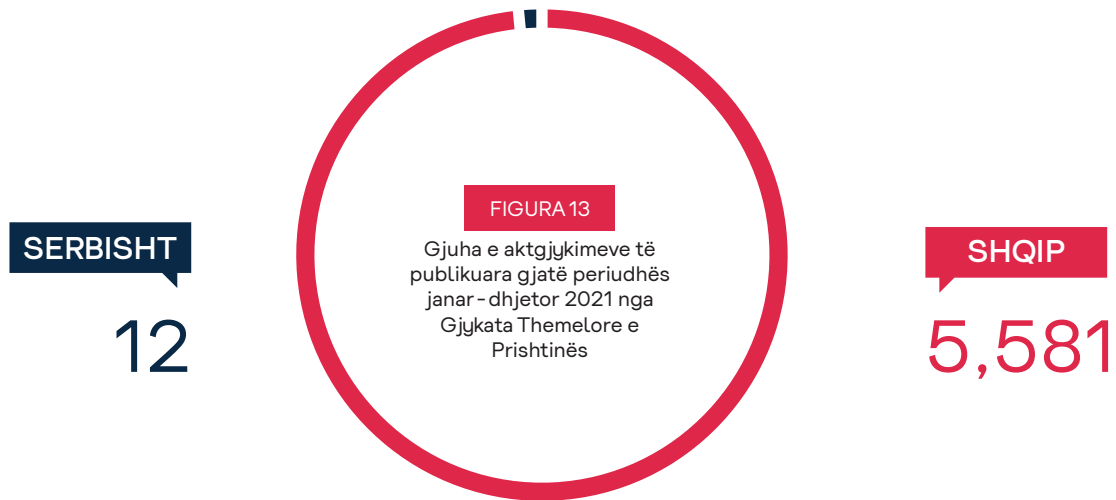 FIGURA 13
Gjuha e aktgjykimeve të
publikuara gjatë periudhës
janar-dhjetor 2021 nga
Gjykata Themelore e
Prishtinës
SERBISHT
12
SHQIP
5,581